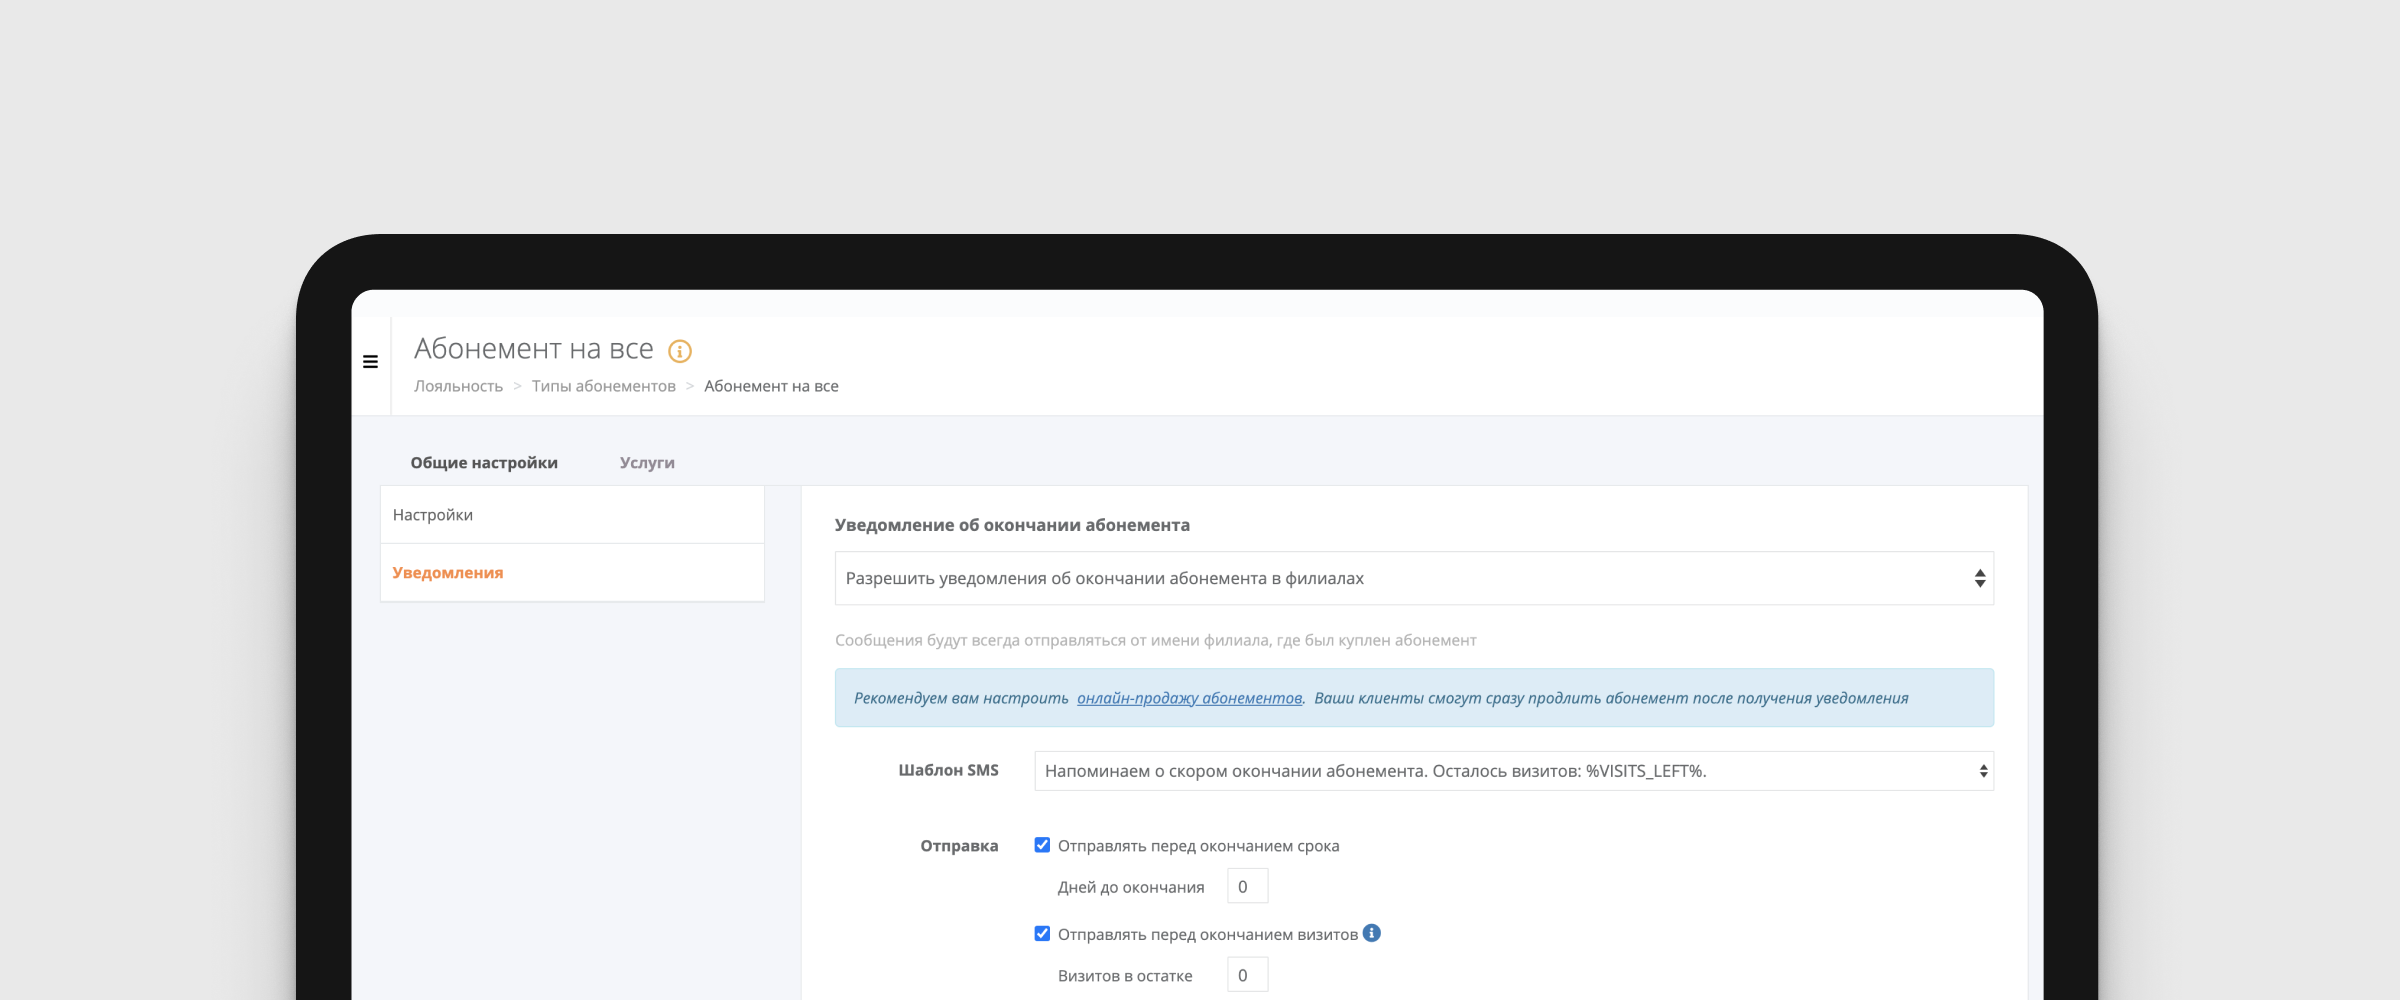 Абонемент на все
Лояльность > Типы абонементов > Абонемент на все
Общие настройки Услуги
Настройки
Уведомления
Уведомление об окончании абонемента
Разрешить уведомления об окончании абонемента в филиалах
Сообщения будут всегда отправляться от имени филиала, где был куплен абонемент
Рекомендуем вам настроить онлайн-продажу абонементов. Ваши клиенты смогут сразу продлить абонемент после получения уведомления
Шаблон SMS Напоминаем о скором окончании абонемента. Осталось визитов: %VISITS_LEFT%.
Отправка Отправлять перед окончанием срока
Дней до окончания 0
Отправлять перед окончанием визитов
Визитов в остатке 0